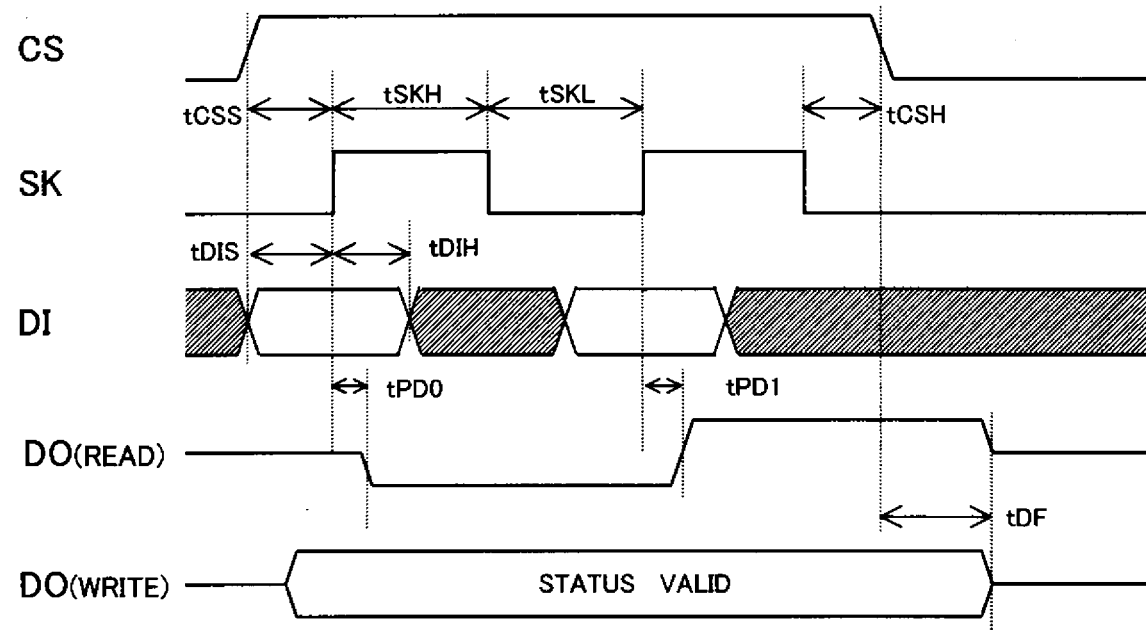 CS
tCSS
tSKH
tSKL
tCSH
SK
tDIS
tDIH
DI
tPD0
tPD1
DO(READ)
tDF
DO(WRITE)
STATUS VALID